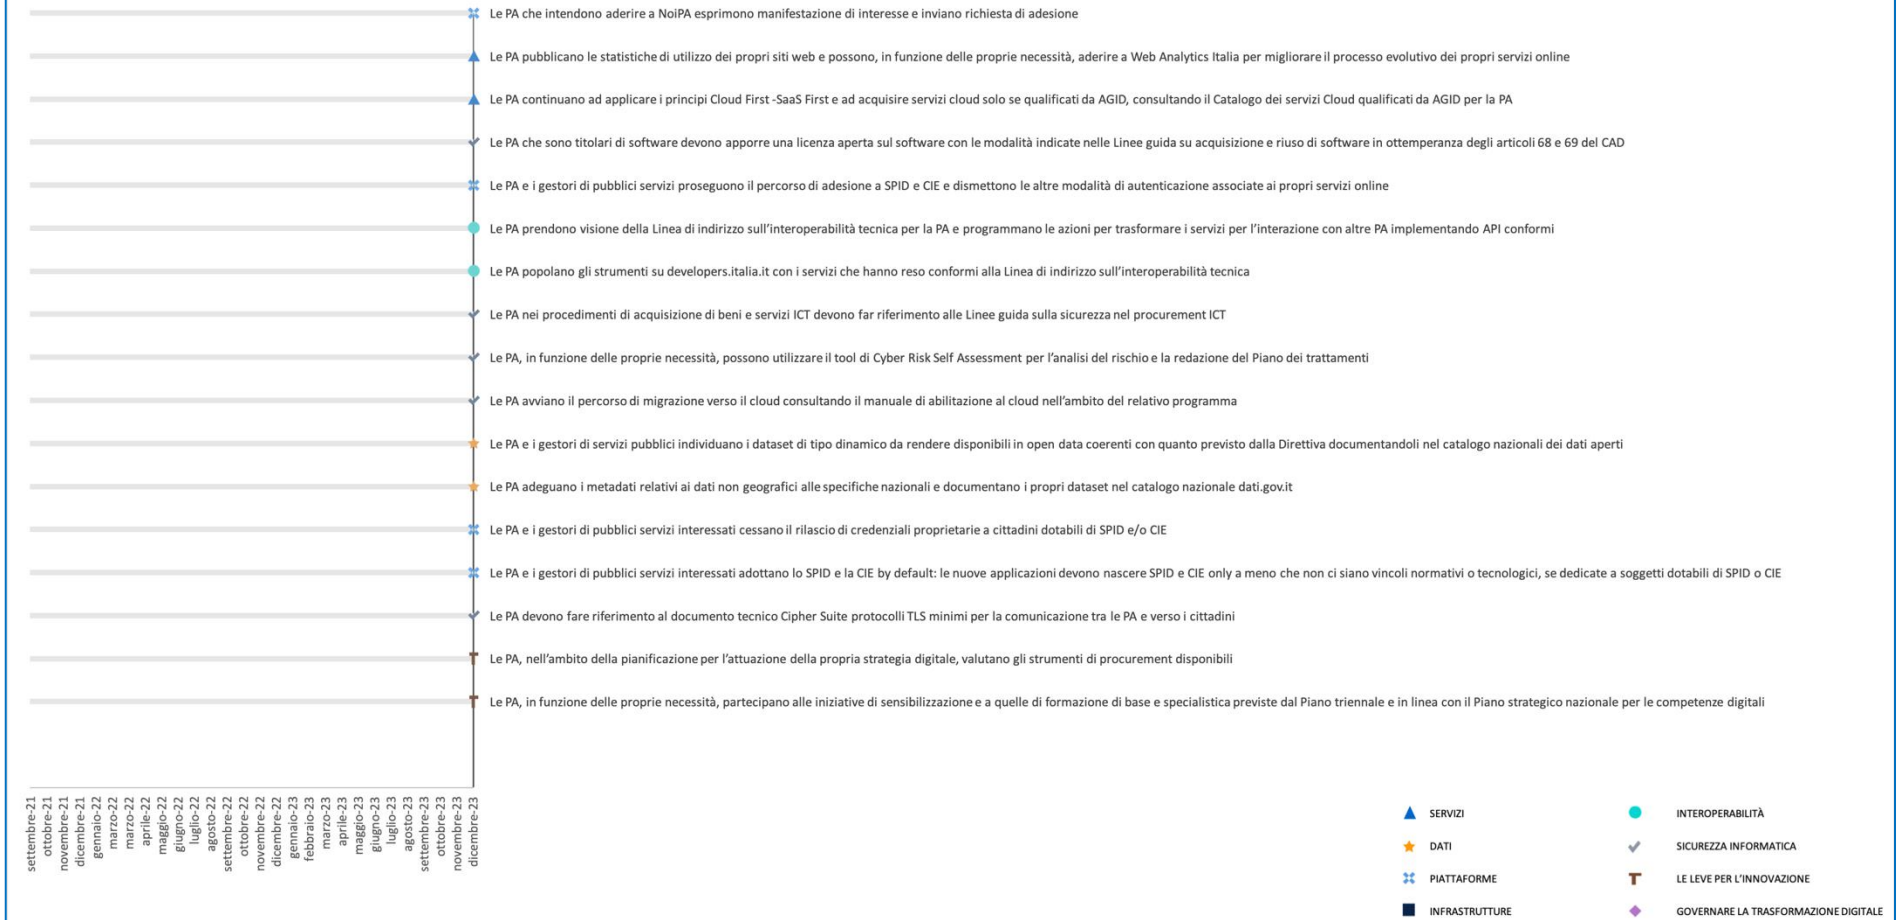 Le PA che intendono aderire a NoiPA esprimono manifestazione di interesse e inviano richiesta di adesione
Le PA pubblicano le statistiche di utilizzo dei propri siti web e possono, in funzione delle proprie necessità, aderire a Web Analytics Italia per migliorare il processo evolutivo dei propri servizi online
Le PA continuano ad applicare i principi Cloud First -SaaS First e ad acquisire servizi cloud solo se qualificati da AGID, consultando il Catalogo dei servizi Cloud qualificati da AGID per la PA
Le PA che sono titolari di software devono apporre una licenza aperta sul software con le modalità indicate nelle Linee guida su acquisizione e riuso di software in ottemperanza degli articoli 68 e 69 del CAD
Le PA e i gestori di pubblici servizi proseguono il percorso di adesione a SPID e CIE e dismettono le altre modalità di autenticazione associate ai propri servizi online
Le PA prendono visione della Linea di indirizzo sull'interoperabilità tecnica per la PA e programmano le azioni per trasformare i servizi per l'interazione con altre PA implementando API conformi
Le PA popolano gli strumenti su developers.italia.it con i servizi che hanno reso conformi alla Linea di indirizzo sull'interoperabilità tecnica
Le PA nei procedimenti di acquisizione di beni e servizi ICT devono far riferimento alle Linee guida sulla sicurezza nel procurement ICT
Le PA, in funzione delle proprie necessità, possono utilizzare il tool di Cyber Risk Self Assessment per l'analisi del rischio e la redazione del Piano dei trattamenti
Le PA avviano il percorso di migrazione verso il cloud consultando il manuale di abilitazione al cloud nell'ambito del relativo programma
Le PA e i gestori di servizi pubblici individuano i dataset di tipo dinamico da rendere disponibili in open data coerenti con quanto previsto dalla Direttiva documentandoli nel catalogo nazionali dei dati aperti
Le PA adeguano i metadati relativi ai dati non geografici alle specifiche nazionali e documentano i propri dataset nel catalogo nazionale dati.gov.it
Le PA e i gestori di pubblici servizi interessati cessano il rilascio di credenziali proprietarie a cittadini dotabili di SPID e/o CIE
Le PA e i gestori di pubblici servizi interessati adottano lo SPID e la CIE by default: le nuove applicazioni devono nascere SPID e CIE only a meno che non ci siano vincoli normativi o tecnologici, se dedicate a soggetti dotabili di SPID o CIE
Le PA devono fare riferimento al documento tecnico Cipher Suite protocolli TLS minimi per la comunicazione tra le PA e verso i cittadini
Le PA, nell'ambito della pianificazione per l'attuazione della propria strategia digitale, valutano gli strumenti di procurement disponibili
Le PA, in funzione delle proprie necessità, partecipano alle iniziative di sensibilizzazione e a quelle di formazione di base e specialistica previste dal Piano triennale e in linea con il Piano strategico nazionale per le competenze digitali
settembre-21
ottobre-21
novembre-21
dicembre-21
gennaio-22
marzo-22
marzo-22
aprile-22
maggio-22
giugno-22
luglio-22
agosto-22
settembre-22
ottobre-22
novembre-22
dicembre-22
gennaio-23
febbraio-23
marzo-23
aprile-23
maggio-23
giugno-23
luglio-23
agosto-23
settembre-23
ottobre-23
novembre-23
dicembre-23
SERVIZI
INTEROPERABILITÀ
DATI
SICUREZZA INFORMATICA
PIATTAFORME
LE LEVE PER L'INNOVAZIONE
INFRASTRUTTURE
GOVERNARE LA TRASFORMAZIONE DIGITALE